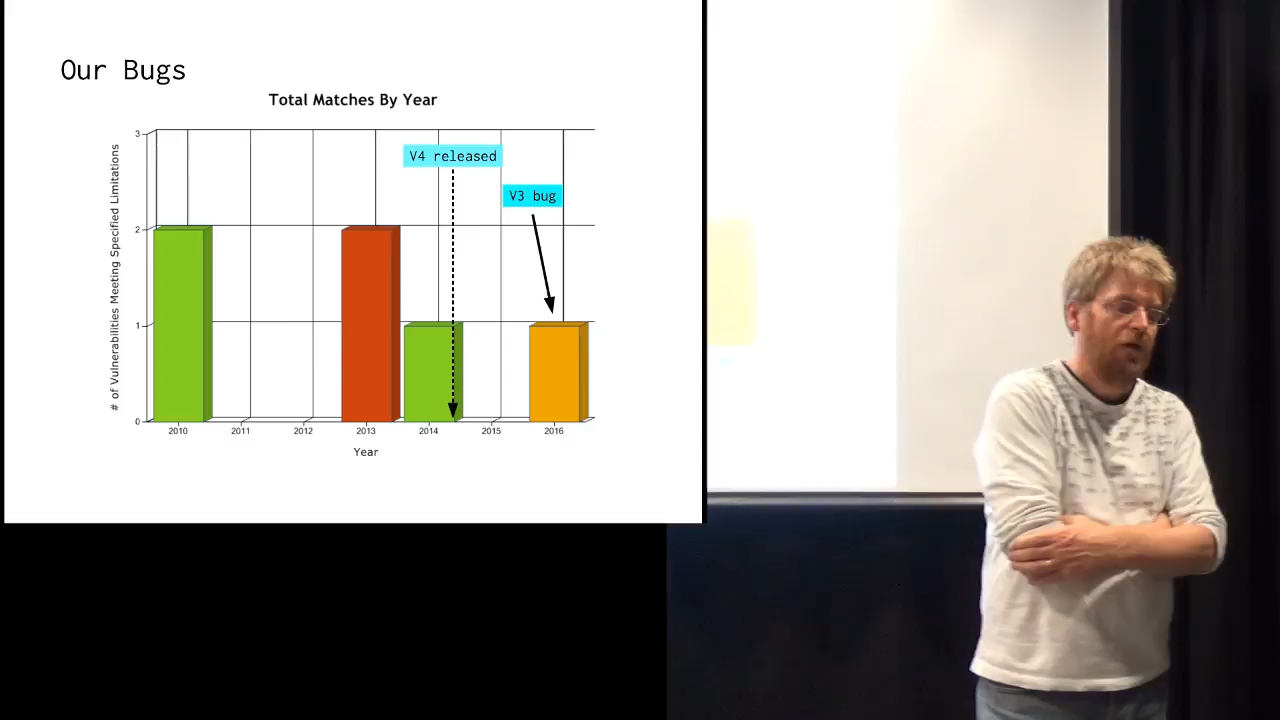 Our Bugs
Total Matches By Year
# of Vulnerabilities Meeting Specified Limitations
3
2
1
0
V4 released
V3 bug
2010 2011 2012 2013 2014 2015 2016
Year